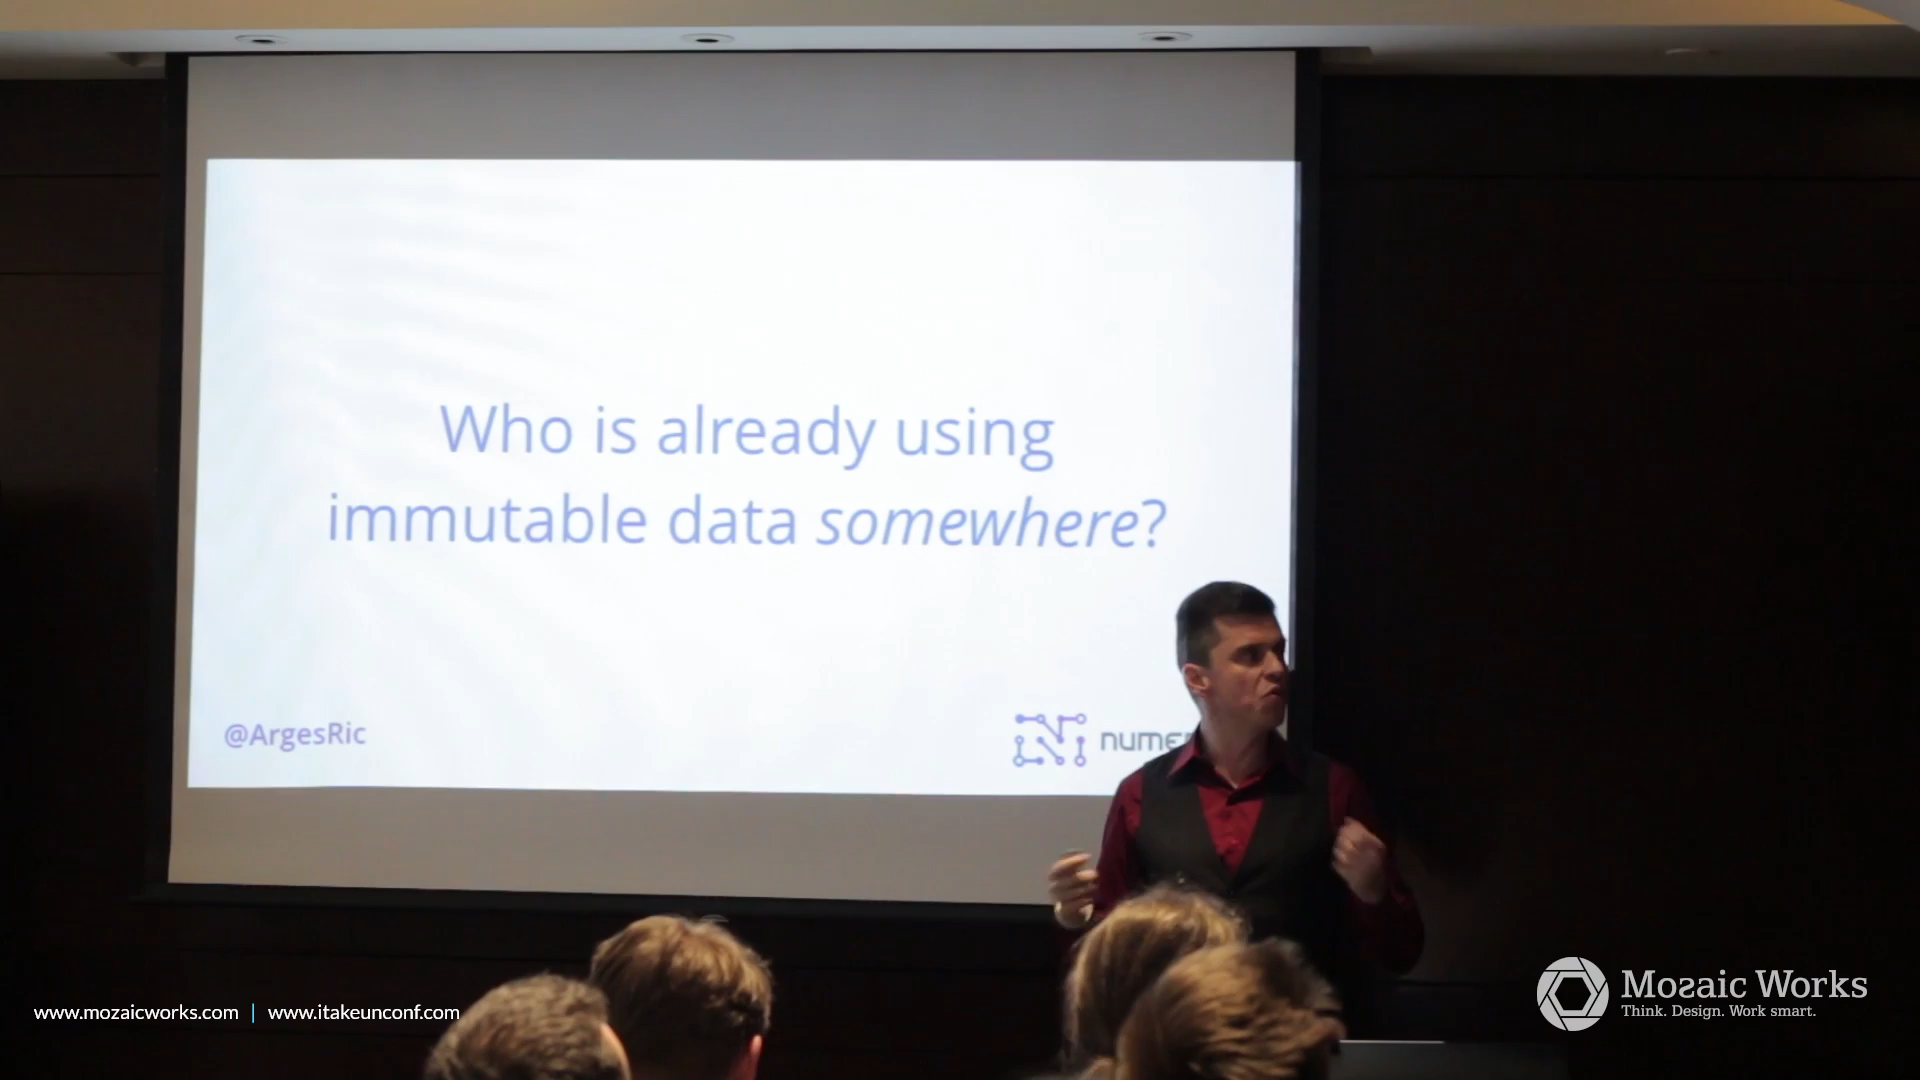 Who is already using
immutable data somewhere?
@ArgesRic
www.mozaicworks.com | www.itakeunconf.com
Mozaic Works
Think. Design. Work smart.